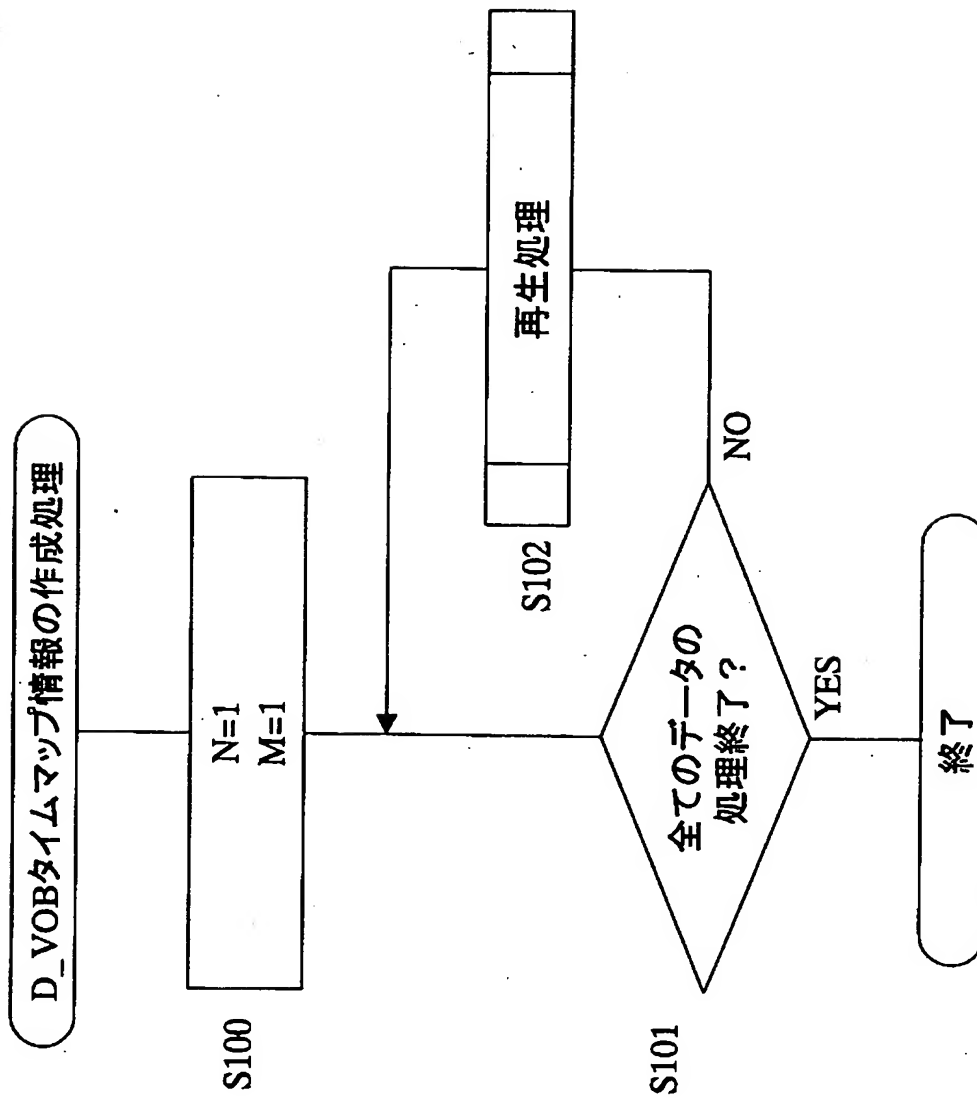 D_VOBタイムマップ情報の作成処理
S100
N=1
M=1
S101
全てのデータの
処理終了？
NO
S102
再生処理
YES
終了